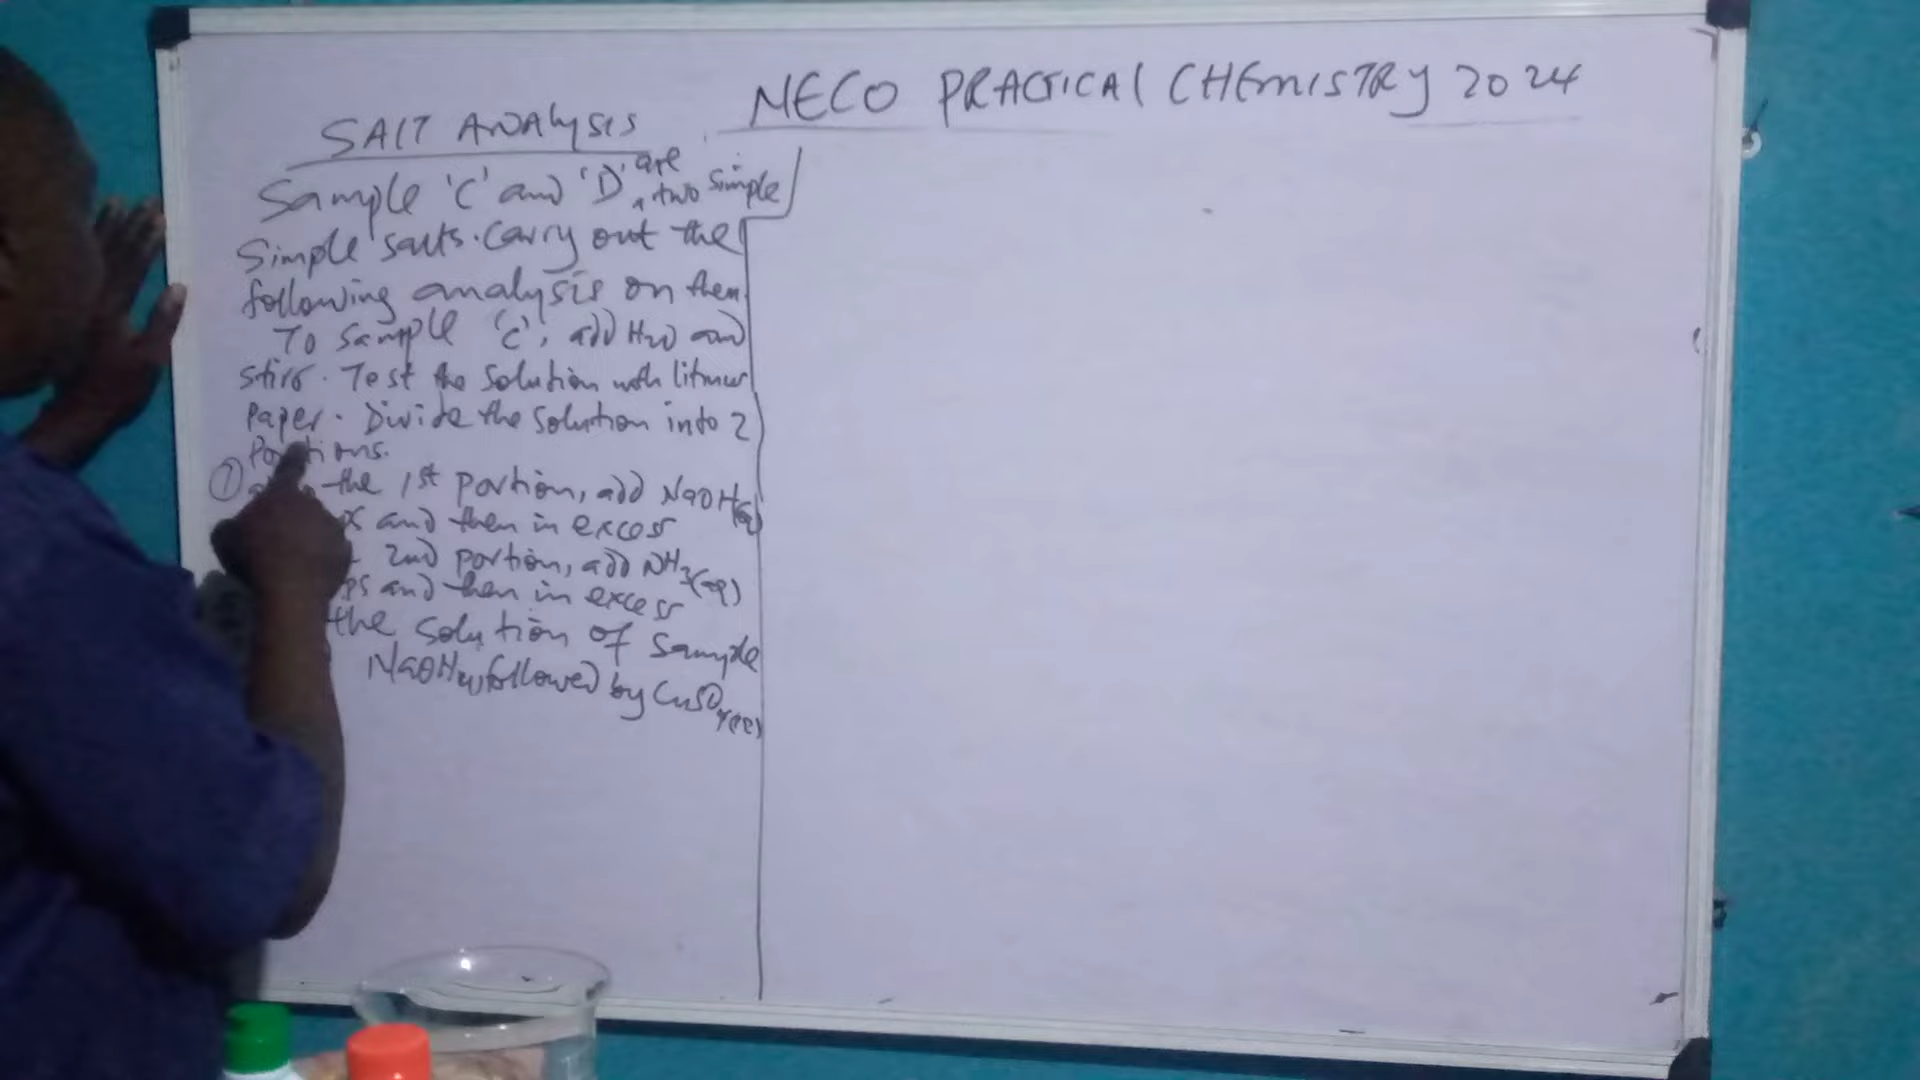 NECO PRACTICAL CHEMISTRY 2024
SALT ANALYSIS
Sample 'C' and 'D' are two simple
simple salts. Carry out the
following analysis on them.
To sample 'C', add H2O and
stirr. Test the solution with litmus
paper. Divide the solution into 2
Portions.
① the 1st portion, add NaOH(aq)
and then in excess
2nd portion, add NH3(aq)
and then in excess
the solution of sample
NaOH(aq) followed by CuSO4(aq)